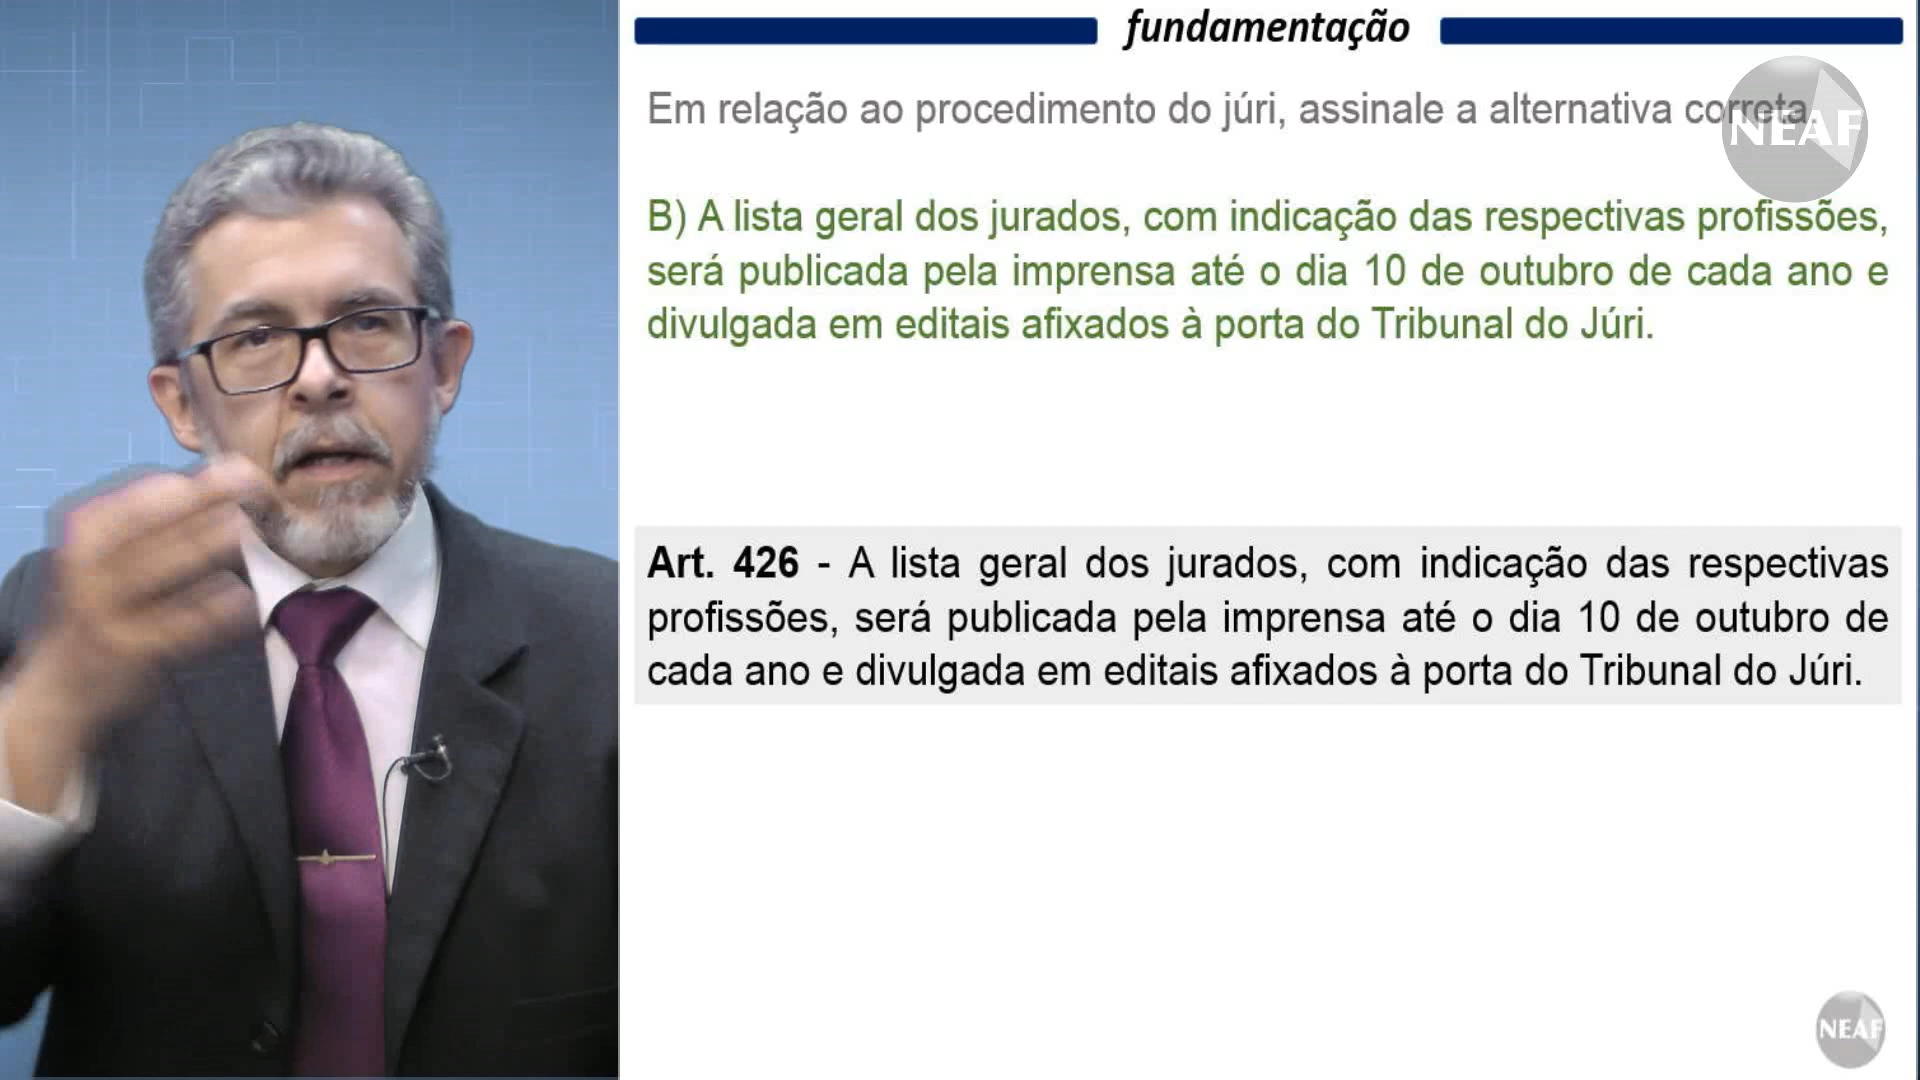 fundamentação
Em relação ao procedimento do júri, assinale a alternativa correta.
NEAF
B) A lista geral dos jurados, com indicação das respectivas profissões,
será publicada pela imprensa até o dia 10 de outubro de cada ano e
divulgada em editais afixados à porta do Tribunal do Júri.
Art. 426 - A lista geral dos jurados, com indicação das respectivas
profissões, será publicada pela imprensa até o dia 10 de outubro de
cada ano e divulgada em editais afixados à porta do Tribunal do Júri.
NEAF